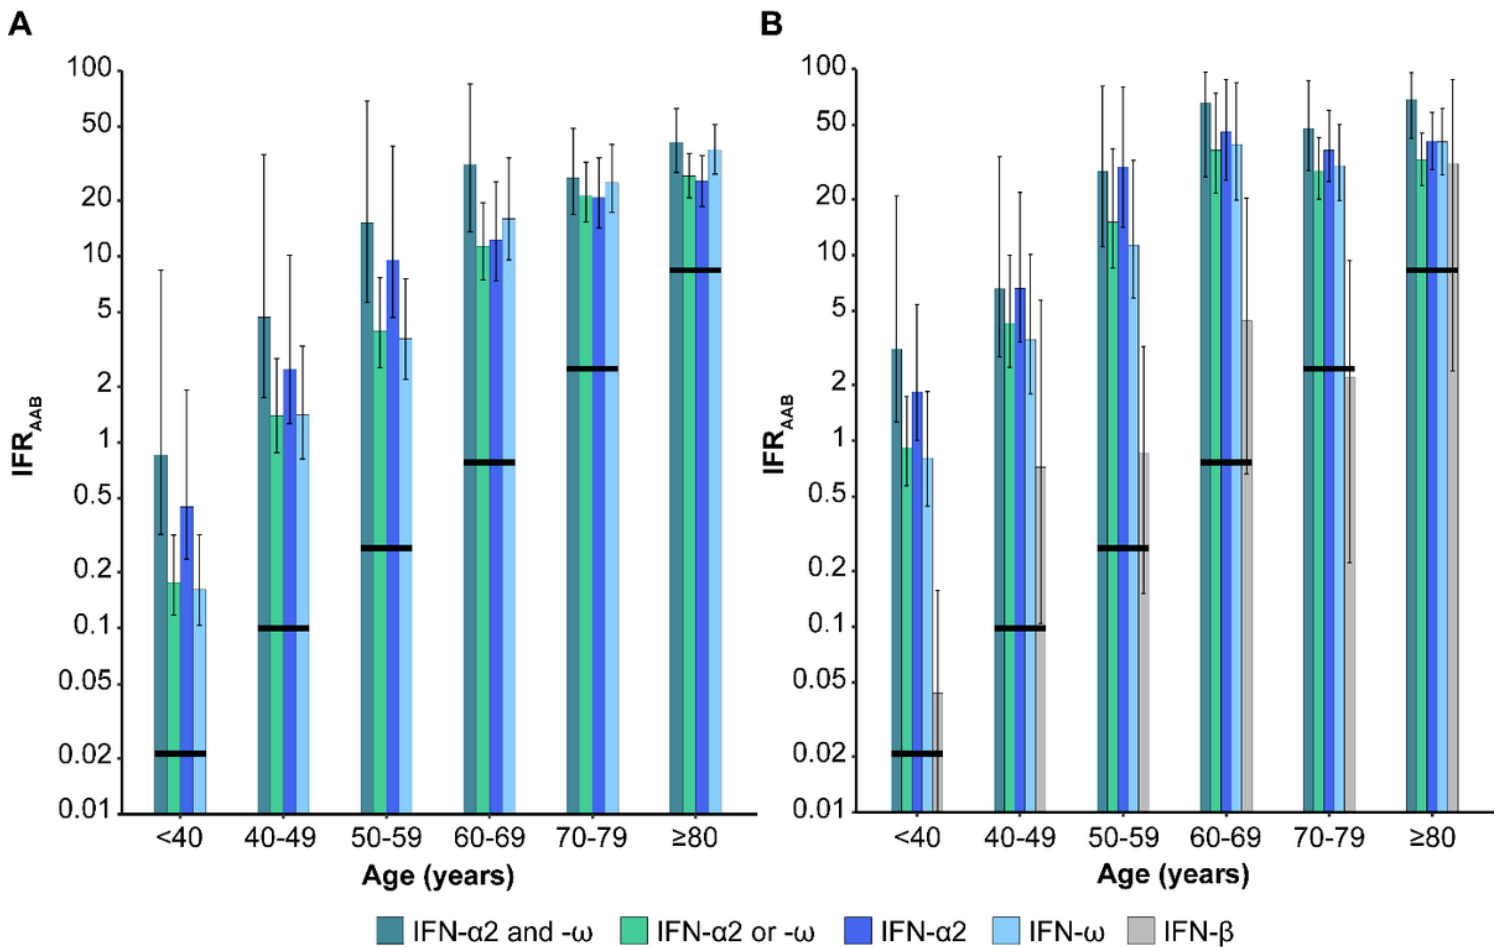 A
B
100
50
20
10
5
2
1
0.5
0.2
0.1
0.05
0.02
0.01
IFR_AAB
<40 40-49 50-59 60-69 70-79 ≥80
Age (years)
100
50
20
10
5
2
1
0.5
0.2
0.1
0.05
0.02
0.01
IFR_AAB
<40 40-49 50-59 60-69 70-79 ≥80
Age (years)
IFN-α2 and -ω IFN-α2 or -ω IFN-α2 IFN-ω IFN-β